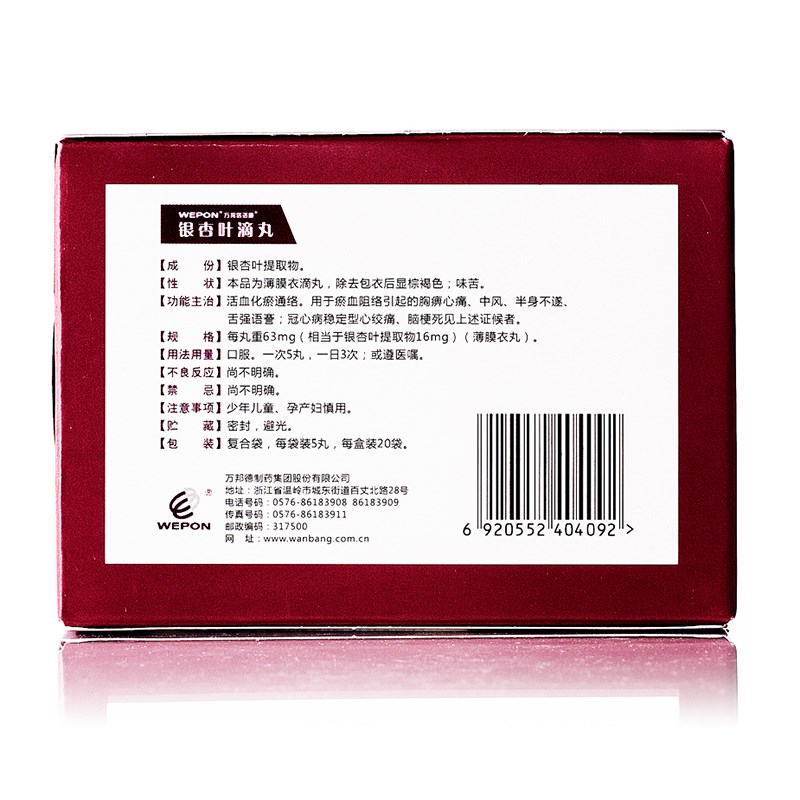 WEPON® 万邦信诺康®
银杏叶滴丸
【成 份】银杏叶提取物。
【性 状】本品为薄膜衣滴丸，除去包衣后显棕褐色；味苦。
【功能主治】活血化瘀通络。用于瘀血阻络引起的胸痹心痛、中风、半身不遂、
舌强语謇；冠心病稳定型心绞痛、脑梗死见上述证候者。
【规 格】每丸重63mg（相当于银杏叶提取物16mg）（薄膜衣丸）。
【用法用量】口服。一次5丸，一日3次；或遵医嘱。
【不良反应】尚不明确。
【禁 忌】尚不明确。
【注意事项】少年儿童、孕产妇慎用。
【贮 藏】密封，避光。
【包 装】复合袋，每袋装5丸，每盒装20袋。
万邦德制药集团股份有限公司
地址：浙江省温岭市城东街道百丈北路28号
电话号码：0576-86183908 86183909
传真号码：0576-86183911
邮政编码：317500
网 址：www.wanbang.com.cn
® WEPON
6 920552 404092 >